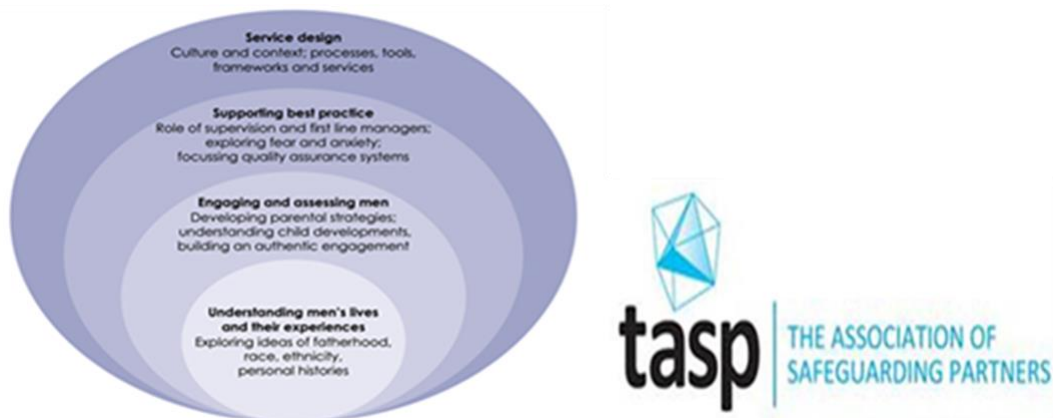 Service design
Culture and context; processes, tools,
frameworks and services
Supporting best practice
Role of supervision and first line managers;
exploring fear and anxiety;
focussing quality assurance systems
Engaging and assessing men
Developing parental strategies;
understanding child developments,
building an authentic engagement
Understanding men's lives
and their experiences
Exploring ideas of fatherhood,
race, ethnicity,
personal histories
tasp
THE ASSOCIATION OF
SAFEGUARDING PARTNERS